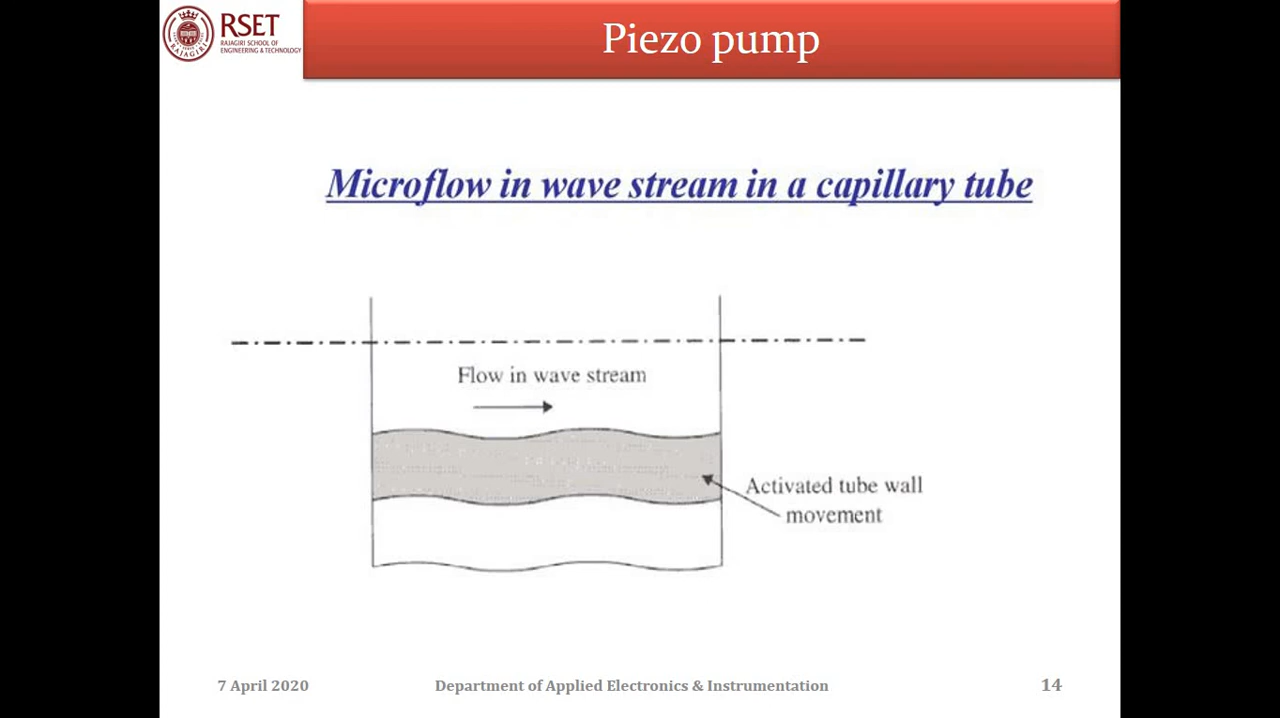 RSET
RAJAGIRI SCHOOL OF
ENGINEERING & TECHNOLOGY
RAJAGIRI
Piezo pump
Microflow in wave stream in a capillary tube
Flow in wave stream
Activated tube wall
movement
7 April 2020
Department of Applied Electronics & Instrumentation
14